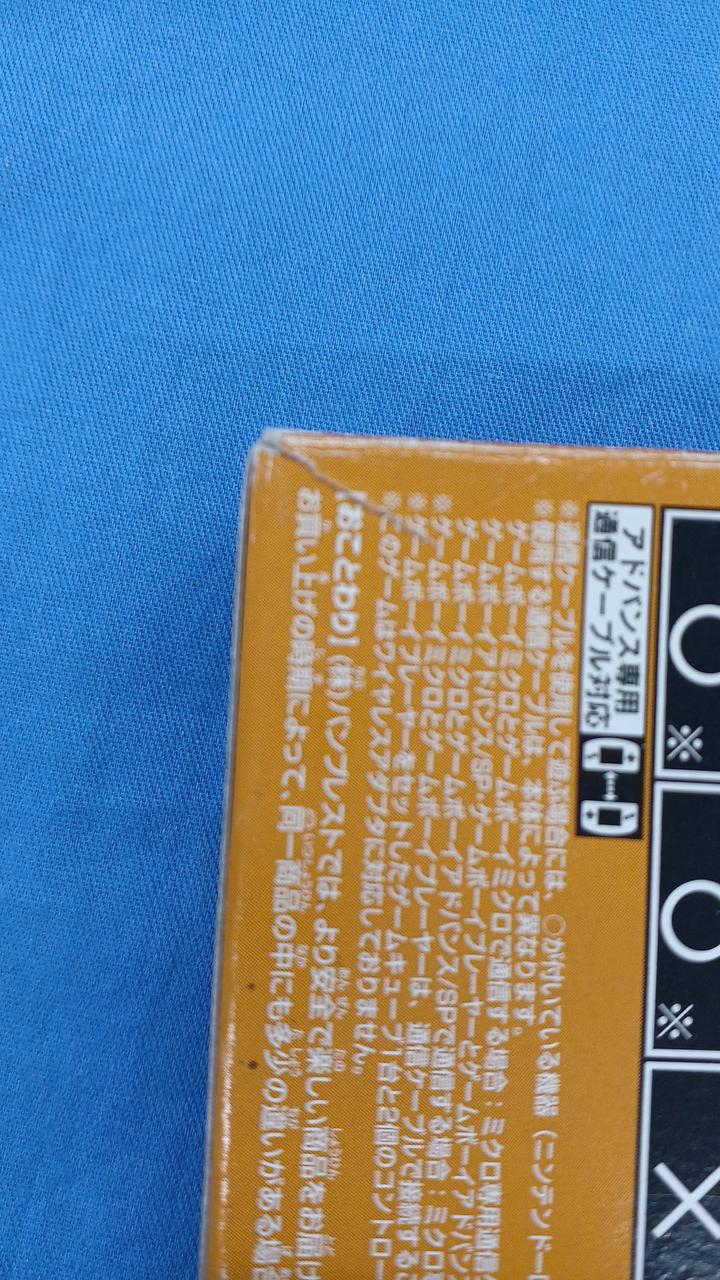 アドバンス専用
通信ケーブル対応
○
※
○
※
×
※通信ケーブルを使用して遊ぶ場合には、○が付いている機器（ニンテンドー
※使用する通信ケーブルは、本体によって異なります。
ゲームボーイミクロとゲームボーイミクロで通信する場合：ミクロ専用通信
ゲームボーイアドバンス/SP・ゲームボーイプレーヤーとゲームボーイアドバン
ゲームボーイミクロとゲームボーイアドバンス/SPで通信する場合：ミクロ
※ゲームボーイプレーヤーは、通信ケーブルで接続する
※ゲームボーイプレーヤーをセットしたゲームキューブ1台と2個のコントロー
※このゲームはワイヤレスアダプタに対応しておりません。
【おことわり】（株）バンプレストでは、より安全で楽しい商品をお届け
お買い上げの時期によって、同一商品の中にも多少の違いがある場合